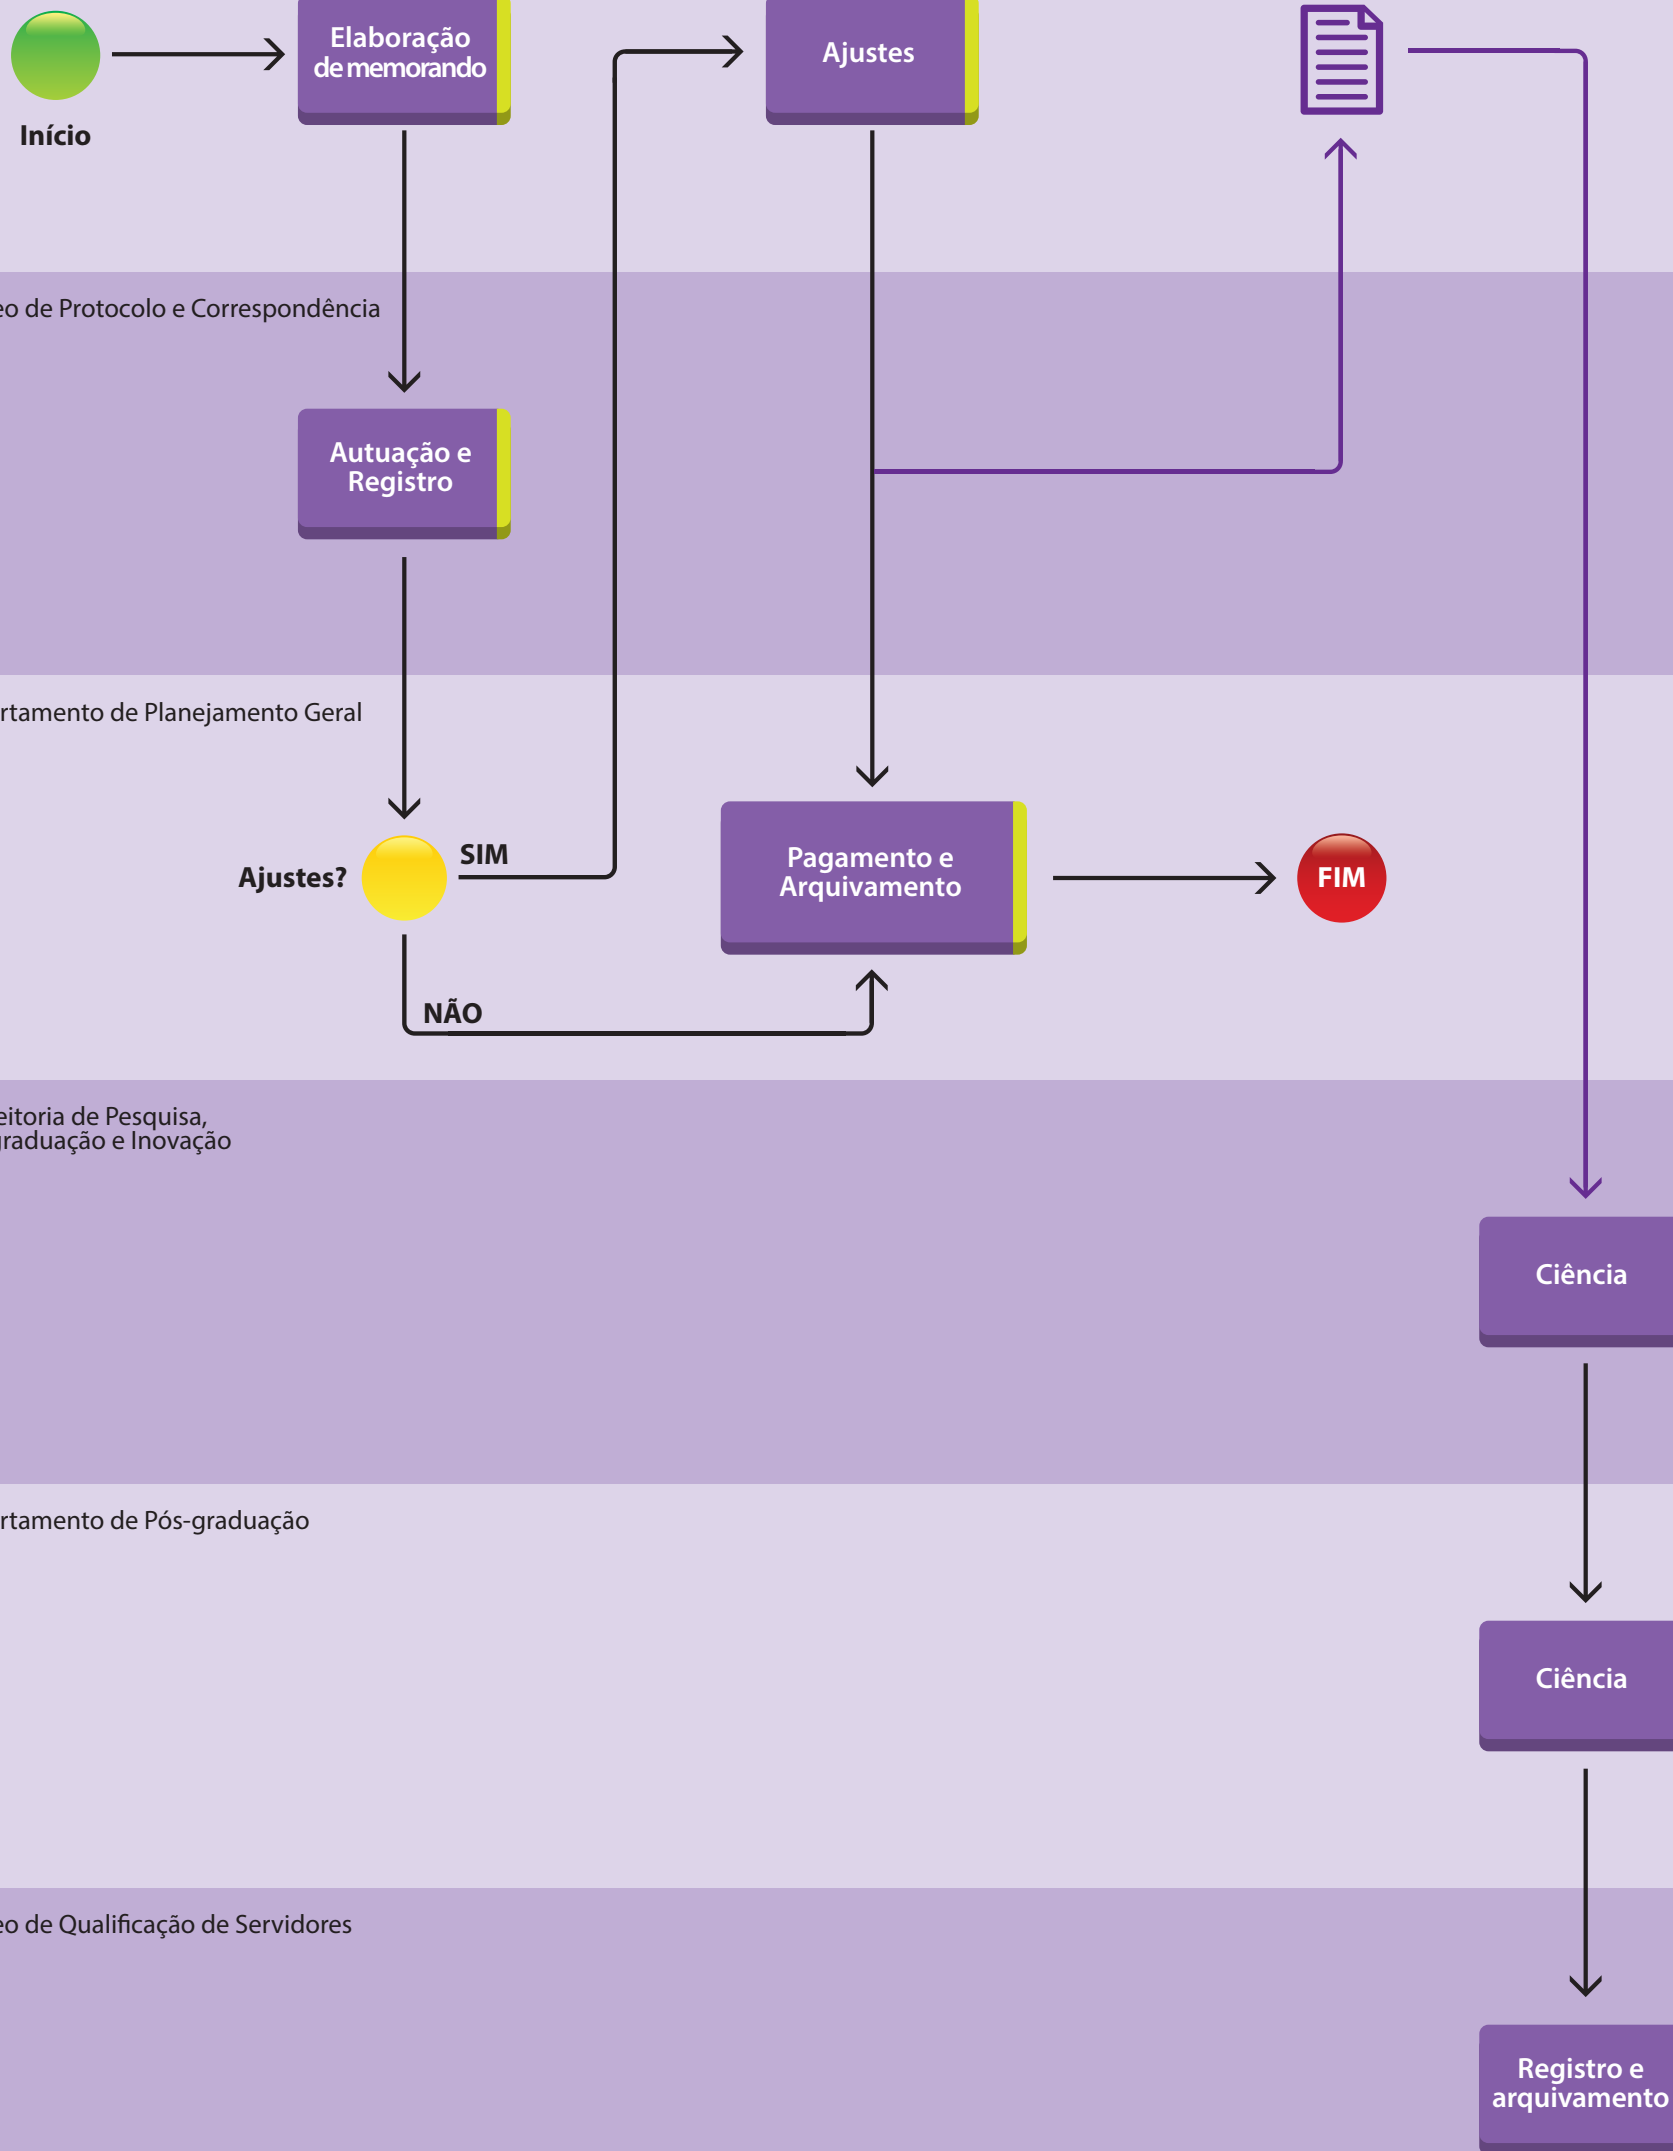 Elaboração
de memorando
Ajustes
Início
eo de Protocolo e Correspondência
Autuação e
Registro
rtamento de Planejamento Geral
Ajustes?
SIM
Pagamento e
Arquivamento
FIM
NÃO
eitoria de Pesquisa,
graduação e Inovação
Ciência
rtamento de Pós-graduação
Ciência
eo de Qualificação de Servidores
Registro e
arquivamento